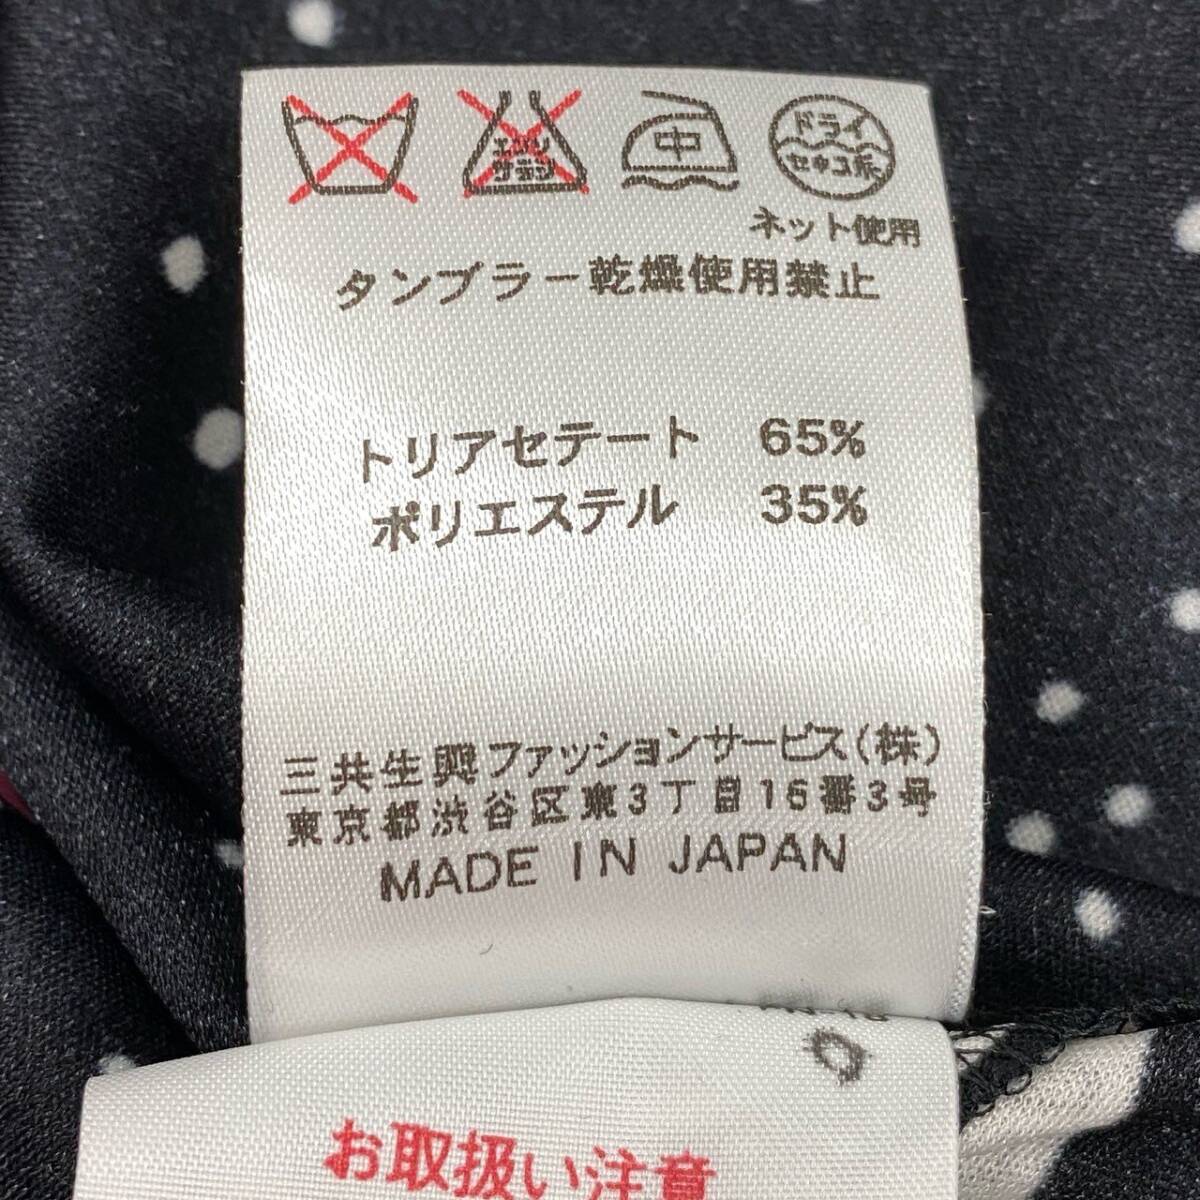 エンソ
サラシ
中
ドライ
セキユ系
ネット使用
タンブラー乾燥使用禁止
トリアセテート 65%
ポリエステル 35%
三共生興ファッションサービス(株)
東京都渋谷区東3丁目16番3号
MADE IN JAPAN
お取扱い注意